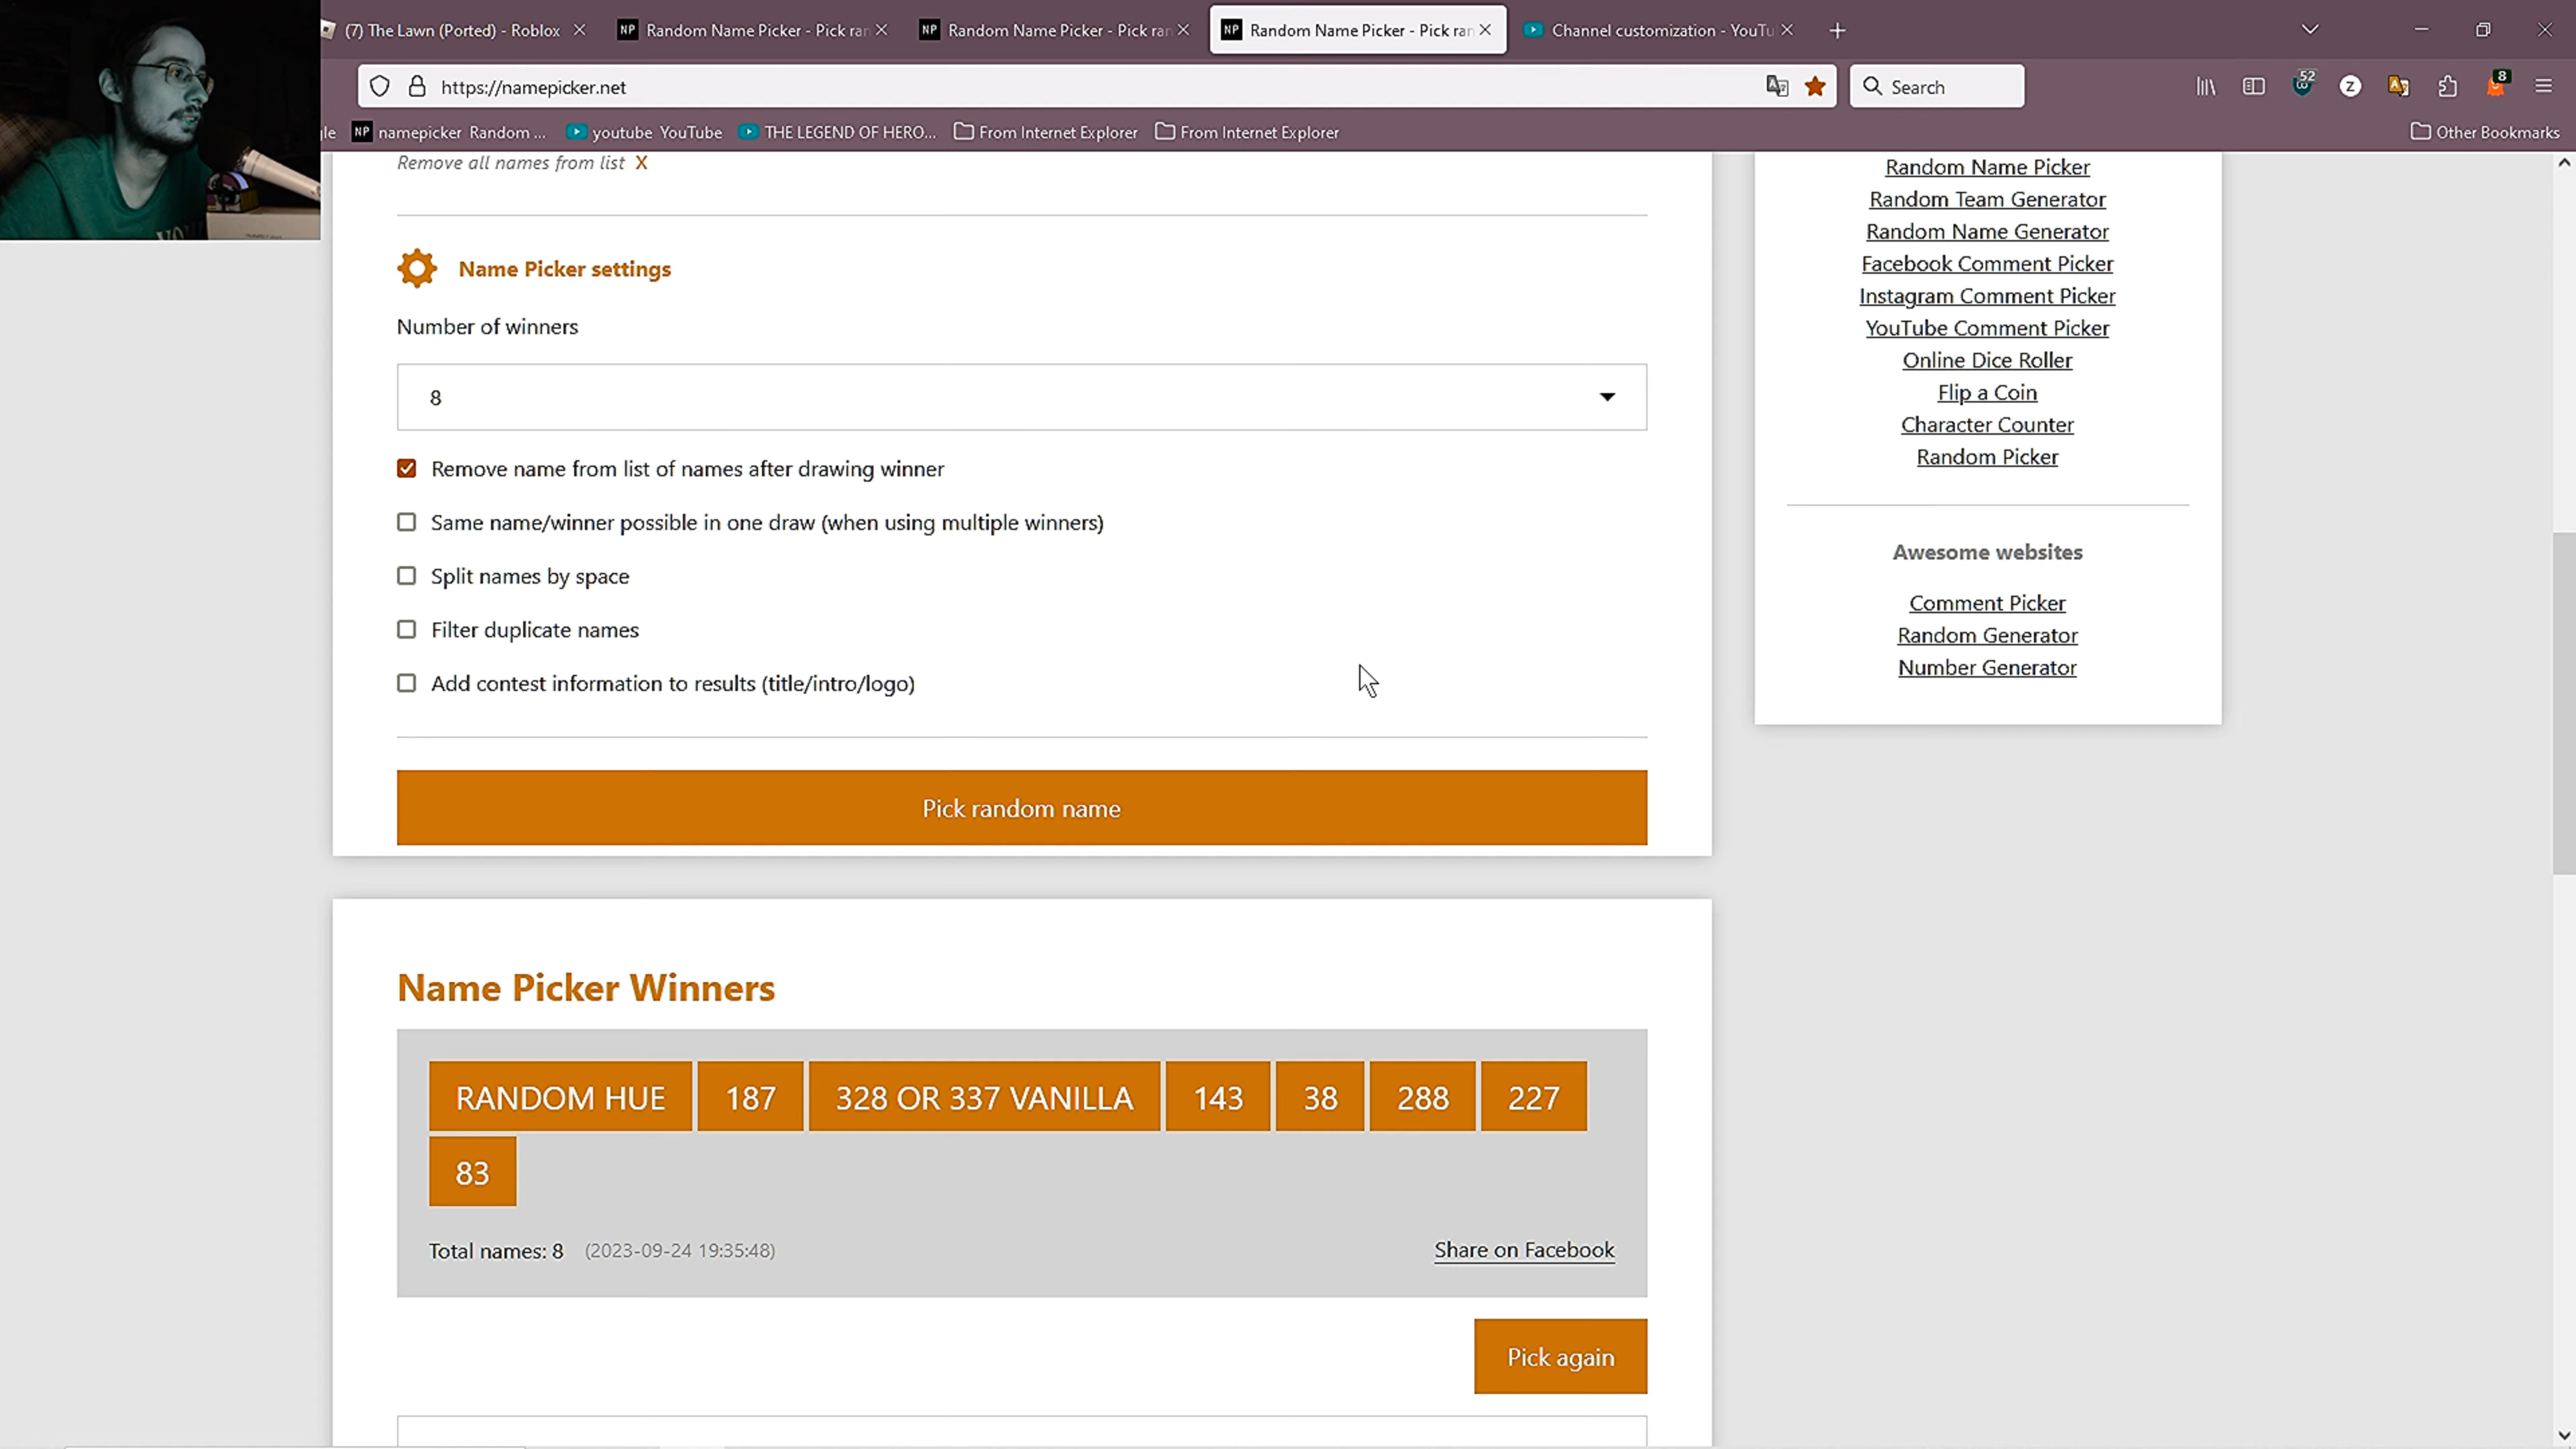 (7) The Lawn (Ported) - Roblox
NP Random Name Picker - Pick ran
NP Random Name Picker - Pick ran
NP Random Name Picker - Pick ran
Channel customization - YouTu
https://namepicker.net
Search
52
Z
8
le
NP namepicker Random ...
youtube YouTube
THE LEGEND OF HERO...
From Internet Explorer
From Internet Explorer
Other Bookmarks
Remove all names from list X
Name Picker settings
Number of winners
8
Remove name from list of names after drawing winner
Same name/winner possible in one draw (when using multiple winners)
Split names by space
Filter duplicate names
Add contest information to results (title/intro/logo)
Pick random name
Name Picker Winners
RANDOM HUE 187 328 OR 337 VANILLA 143 38 288 227
83
Total names: 8 (2023-09-24 19:35:48)
Share on Facebook
Pick again
Random Name Picker
Random Team Generator
Random Name Generator
Facebook Comment Picker
Instagram Comment Picker
YouTube Comment Picker
Online Dice Roller
Flip a Coin
Character Counter
Random Picker
Awesome websites
Comment Picker
Random Generator
Number Generator